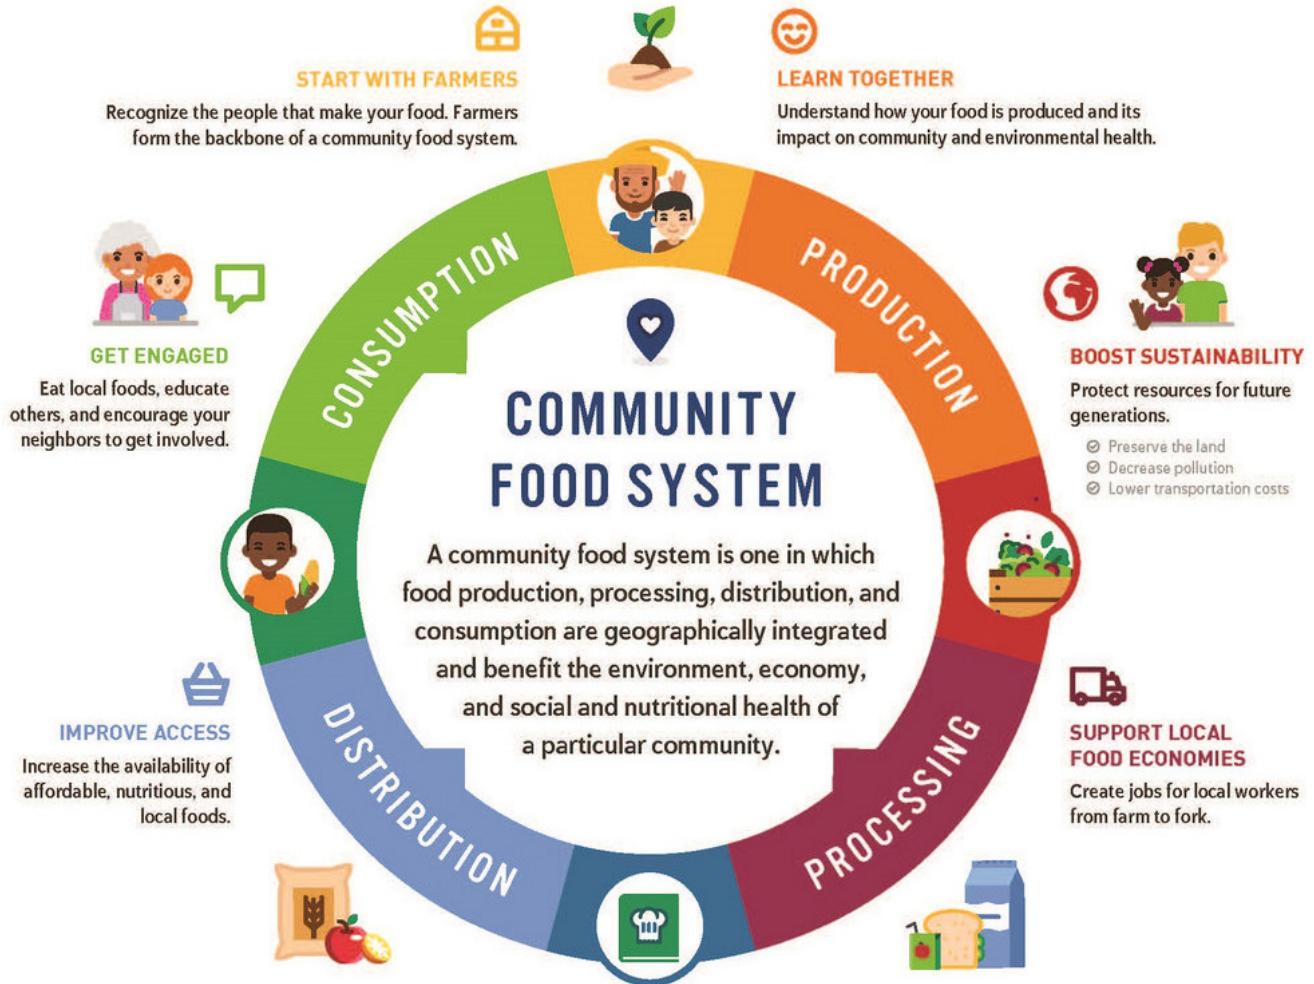 START WITH FARMERS
Recognize the people that make your food. Farmers
form the backbone of a community food system.
LEARN TOGETHER
Understand how your food is produced and its
impact on community and environmental health.
CONSUMPTION
PRODUCTION
GET ENGAGED
Eat local foods, educate
others, and encourage your
neighbors to get involved.
BOOST SUSTAINABILITY
Protect resources for future
generations.
Preserve the land
Decrease pollution
Lower transportation costs
COMMUNITY
FOOD SYSTEM
A community food system is one in which
food production, processing, distribution, and
consumption are geographically integrated
and benefit the environment, economy,
and social and nutritional health of
a particular community.
IMPROVE ACCESS
Increase the availability of
affordable, nutritious, and
local foods.
DISTRIBUTION
PROCESSING
SUPPORT LOCAL
FOOD ECONOMIES
Create jobs for local workers
from farm to fork.